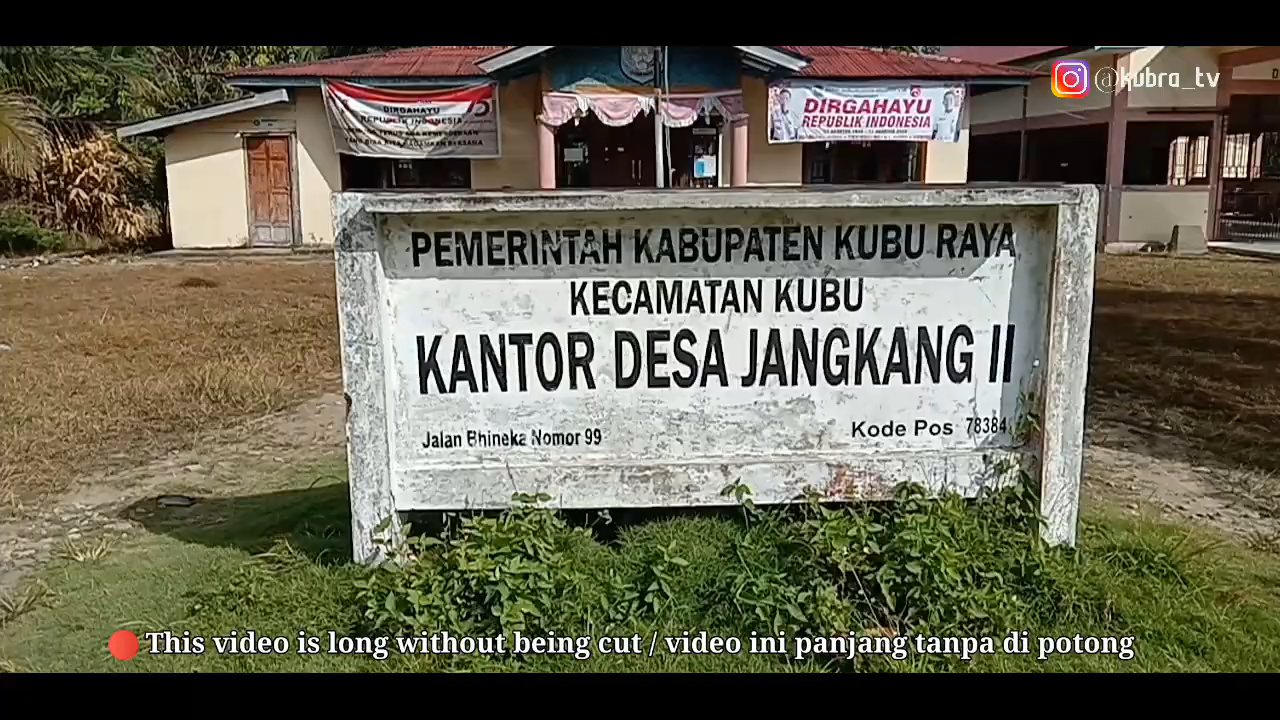 @kubra_tv
DIRGAHAYU
REPUBLIK INDONESIA
DIRGAHAYU
REPUBLIK INDONESIA
PEMERINTAH KABUPATEN KUBU RAYA
KECAMATAN KUBU
KANTOR DESA JANGKANG II
Jalan Bhineka Nomor 99
Kode Pos 78384
🔴 This video is long without being cut / video ini panjang tanpa di potong